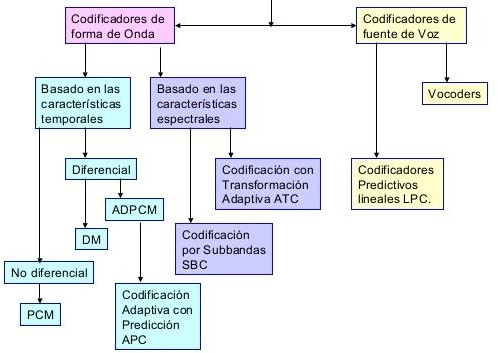 Codificadores de
forma de Onda
Codificadores de
fuente de Voz
Basado en las
características
temporales
Basado en las
características
espectrales
Vocoders
Diferencial
Codificación con
Transformación
Adaptiva ATC
Codificadores
Predictivos
lineales LPC.
ADPCM
DM
Codificación
por Subbandas
SBC
No diferencial
PCM
Codificación
Adaptiva con
Predicción
APC